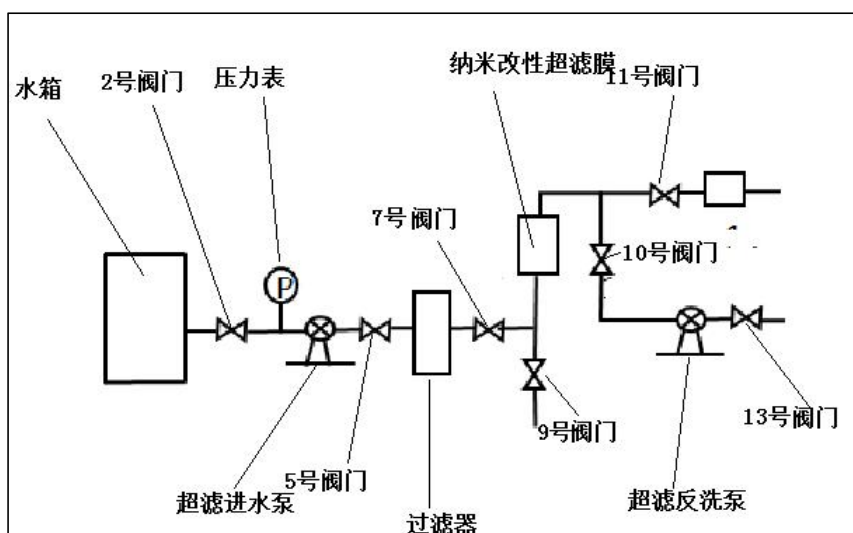 水箱
2号阀门
压力表
纳米改性超滤膜
11号阀门
7号阀门
10号阀门
P
9号阀门
13号阀门
5号阀门
超滤进水泵
过滤器
超滤反洗泵